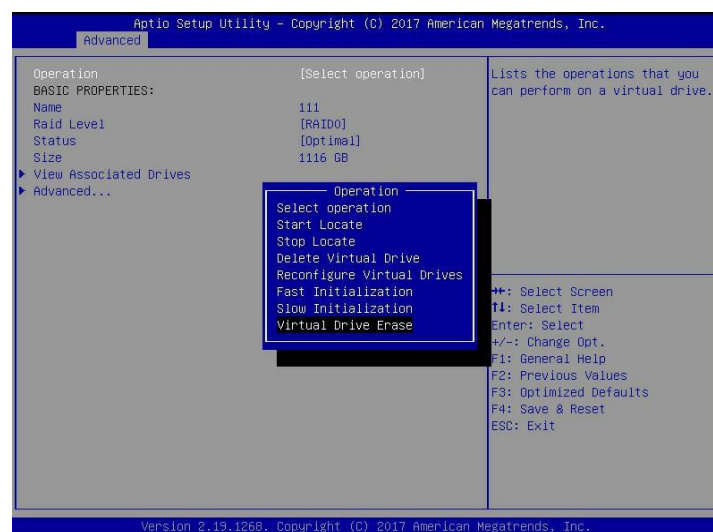 Aptio Setup Utility – Copyright (C) 2017 American Megatrends, Inc.
Advanced
Operation [Select operation]
BASIC PROPERTIES:
Name 111
Raid Level [RAID0]
Status [Optimal]
Size 1116 GB
View Associated Drives
Advanced...
Lists the operations that you
can perform on a virtual drive.
Operation
Select operation
Start Locate
Stop Locate
Delete Virtual Drive
Reconfigure Virtual Drives
Fast Initialization
Slow Initialization
Virtual Drive Erase
→←: Select Screen
↑↓: Select Item
Enter: Select
+/-: Change Opt.
F1: General Help
F2: Previous Values
F3: Optimized Defaults
F4: Save & Reset
ESC: Exit
Version 2.19.1268. Copyright (C) 2017 American Megatrends, Inc.